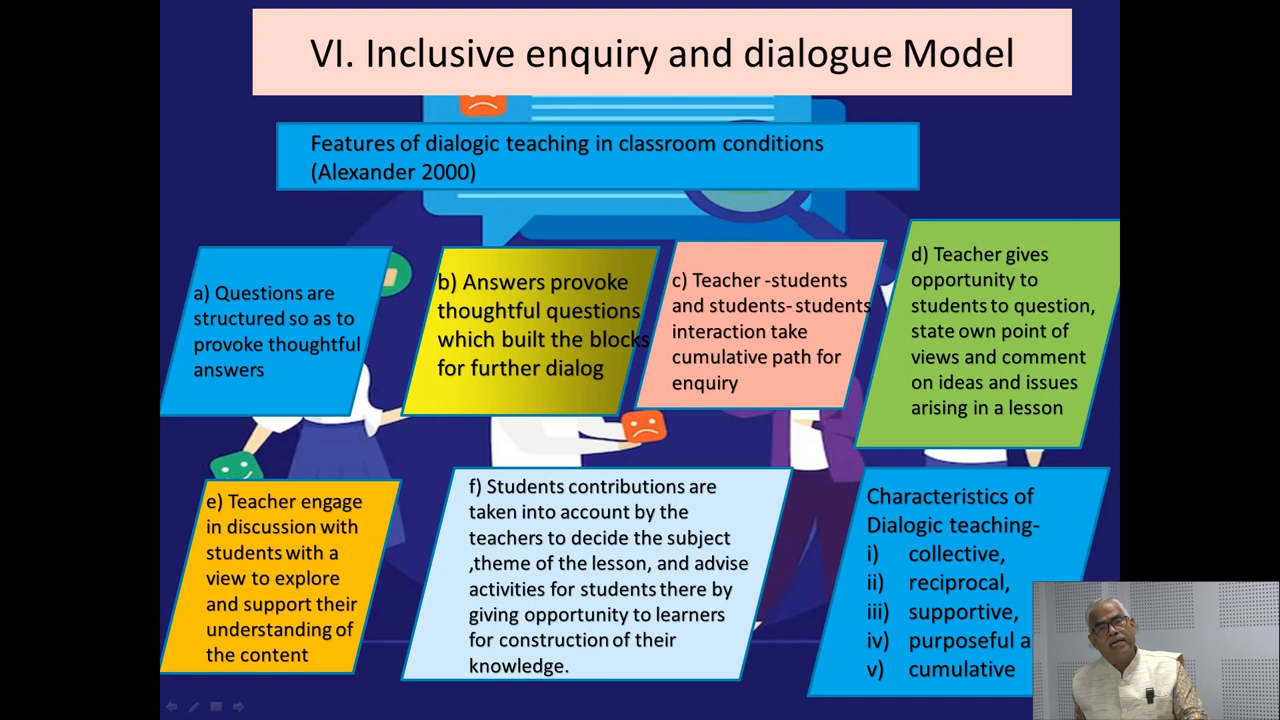 VI. Inclusive enquiry and dialogue Model
Features of dialogic teaching in classroom conditions
(Alexander 2000)
a) Questions are
structured so as to
provoke thoughtful
answers
b) Answers provoke
thoughtful questions
which built the blocks
for further dialog
c) Teacher -students
and students- students
interaction take
cumulative path for
enquiry
d) Teacher gives
opportunity to
students to question,
state own point of
views and comment
on ideas and issues
arising in a lesson
e) Teacher engage
in discussion with
students with a
view to explore
and support their
understanding of
the content
f) Students contributions are
taken into account by the
teachers to decide the subject
,theme of the lesson, and advise
activities for students there by
giving opportunity to learners
for construction of their
knowledge.
Characteristics of
Dialogic teaching-
i) collective,
ii) reciprocal,
iii) supportive,
iv) purposeful
v) cumulative